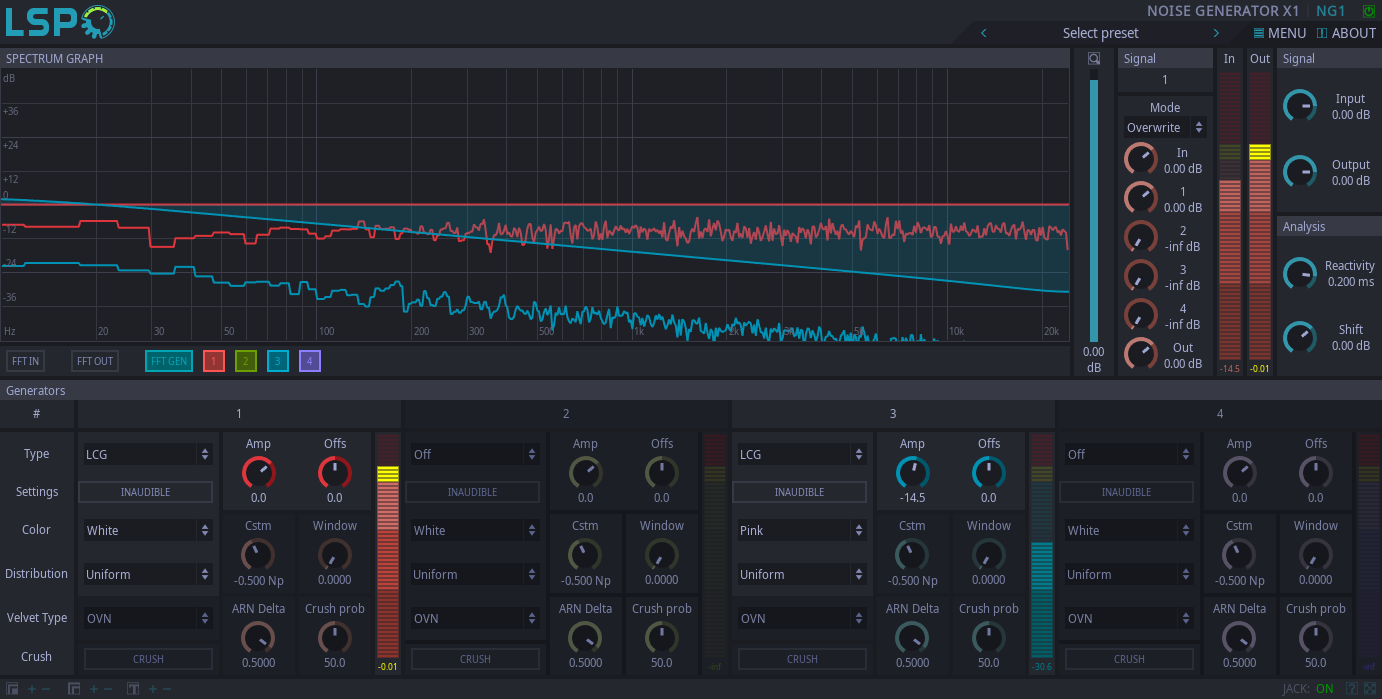 LSP
NOISE GENERATOR X1 NG1
Select preset
MENU ABOUT
SPECTRUM GRAPH
dB
+36
+24
+12
0
-12
-24
-36
Hz 20 30 50 100 200 300 500 1k 2k 3k 5k 10k 20k
FFT IN FFT OUT FFT GEN 1 2 3 4
0.00
dB
Signal
1
Mode
Overwrite
In
0.00 dB
1
0.00 dB
2
-inf dB
3
-inf dB
4
-inf dB
Out
0.00 dB
In Out
-14.5 -0.01
Signal
Input
0.00 dB
Output
0.00 dB
Analysis
Reactivity
0.200 ms
Shift
0.00 dB
Generators
# 1 2 3 4
Type
Settings
Color
Distribution
Velvet Type
Crush
LCG
INAUDIBLE
White
Uniform
OVN
CRUSH
Amp Offs
0.0 0.0
Cstm Window
-0.500 Np 0.0000
ARN Delta Crush prob
0.5000 50.0
-0.01
Off
INAUDIBLE
White
Uniform
OVN
CRUSH
Amp Offs
0.0 0.0
Cstm Window
-0.500 Np 0.0000
ARN Delta Crush prob
0.5000 50.0
-inf
LCG
INAUDIBLE
Pink
Uniform
OVN
CRUSH
Amp Offs
-14.5 0.0
Cstm Window
-0.500 Np 0.0000
ARN Delta Crush prob
0.5000 50.0
-30.6
Off
INAUDIBLE
White
Uniform
OVN
CRUSH
Amp Offs
0.0 0.0
Cstm Window
-0.500 Np 0.0000
ARN Delta Crush prob
0.5000 50.0
-inf
+ - + - T + - JACK: ON ?